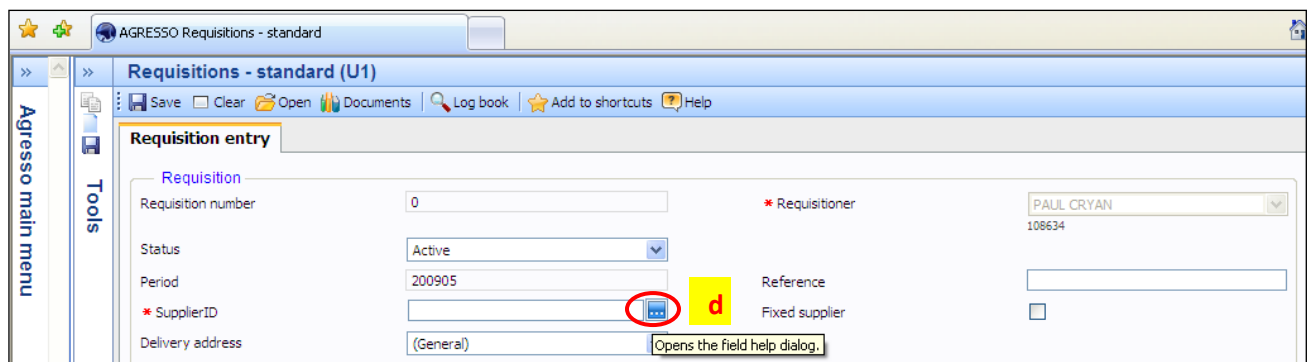 AGRESSO Requisitions - standard
Requisitions - standard (U1)
Save Clear Open Documents Log book Add to shortcuts Help
Agresso main menu
Tools
Requisition entry
Requisition
Requisition number 0 * Requisitioner PAUL CRYAN
108634
Status Active
Period 200905 Reference
* SupplierID ... d Fixed supplier
Opens the field help dialog.
Delivery address (General)